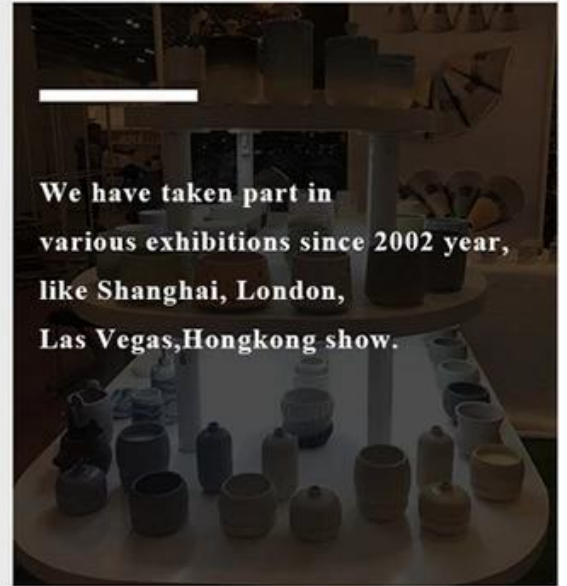 We have taken part in
various exhibitions since 2002 year,
like Shanghai, London,
Las Vegas,Hongkong show.